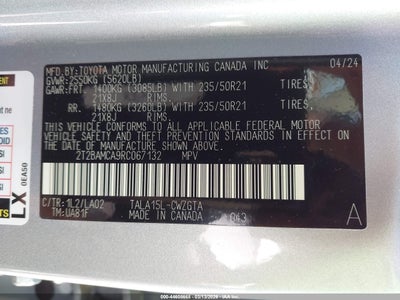 MFD.BY:TOYOTA MOTOR MANUFACTURING CANADA INC 04/24
GVWR:2550KG (5620LB)
GAWR:FRT. 1400KG (3085LB) WITH 235/50R21 TIRES,
21X8J RIMS,
RR. 1480KG (3260LB) WITH 235/50R21 TIRES,
21X8J RIMS,
THIS VEHICLE CONFORMS TO ALL APPLICABLE FEDERAL MOTOR
VEHICLE SAFETY STANDARDS IN EFFECT ON THE DATE OF
MANUFACTURE SHOWN ABOVE.
2T2BAMCA9RC067132 MPV
C/TR:1L2/LA02 TALA15L-CWZGTA
TM:UA81F MADE IN CANADA A043
A
LX
0EA50